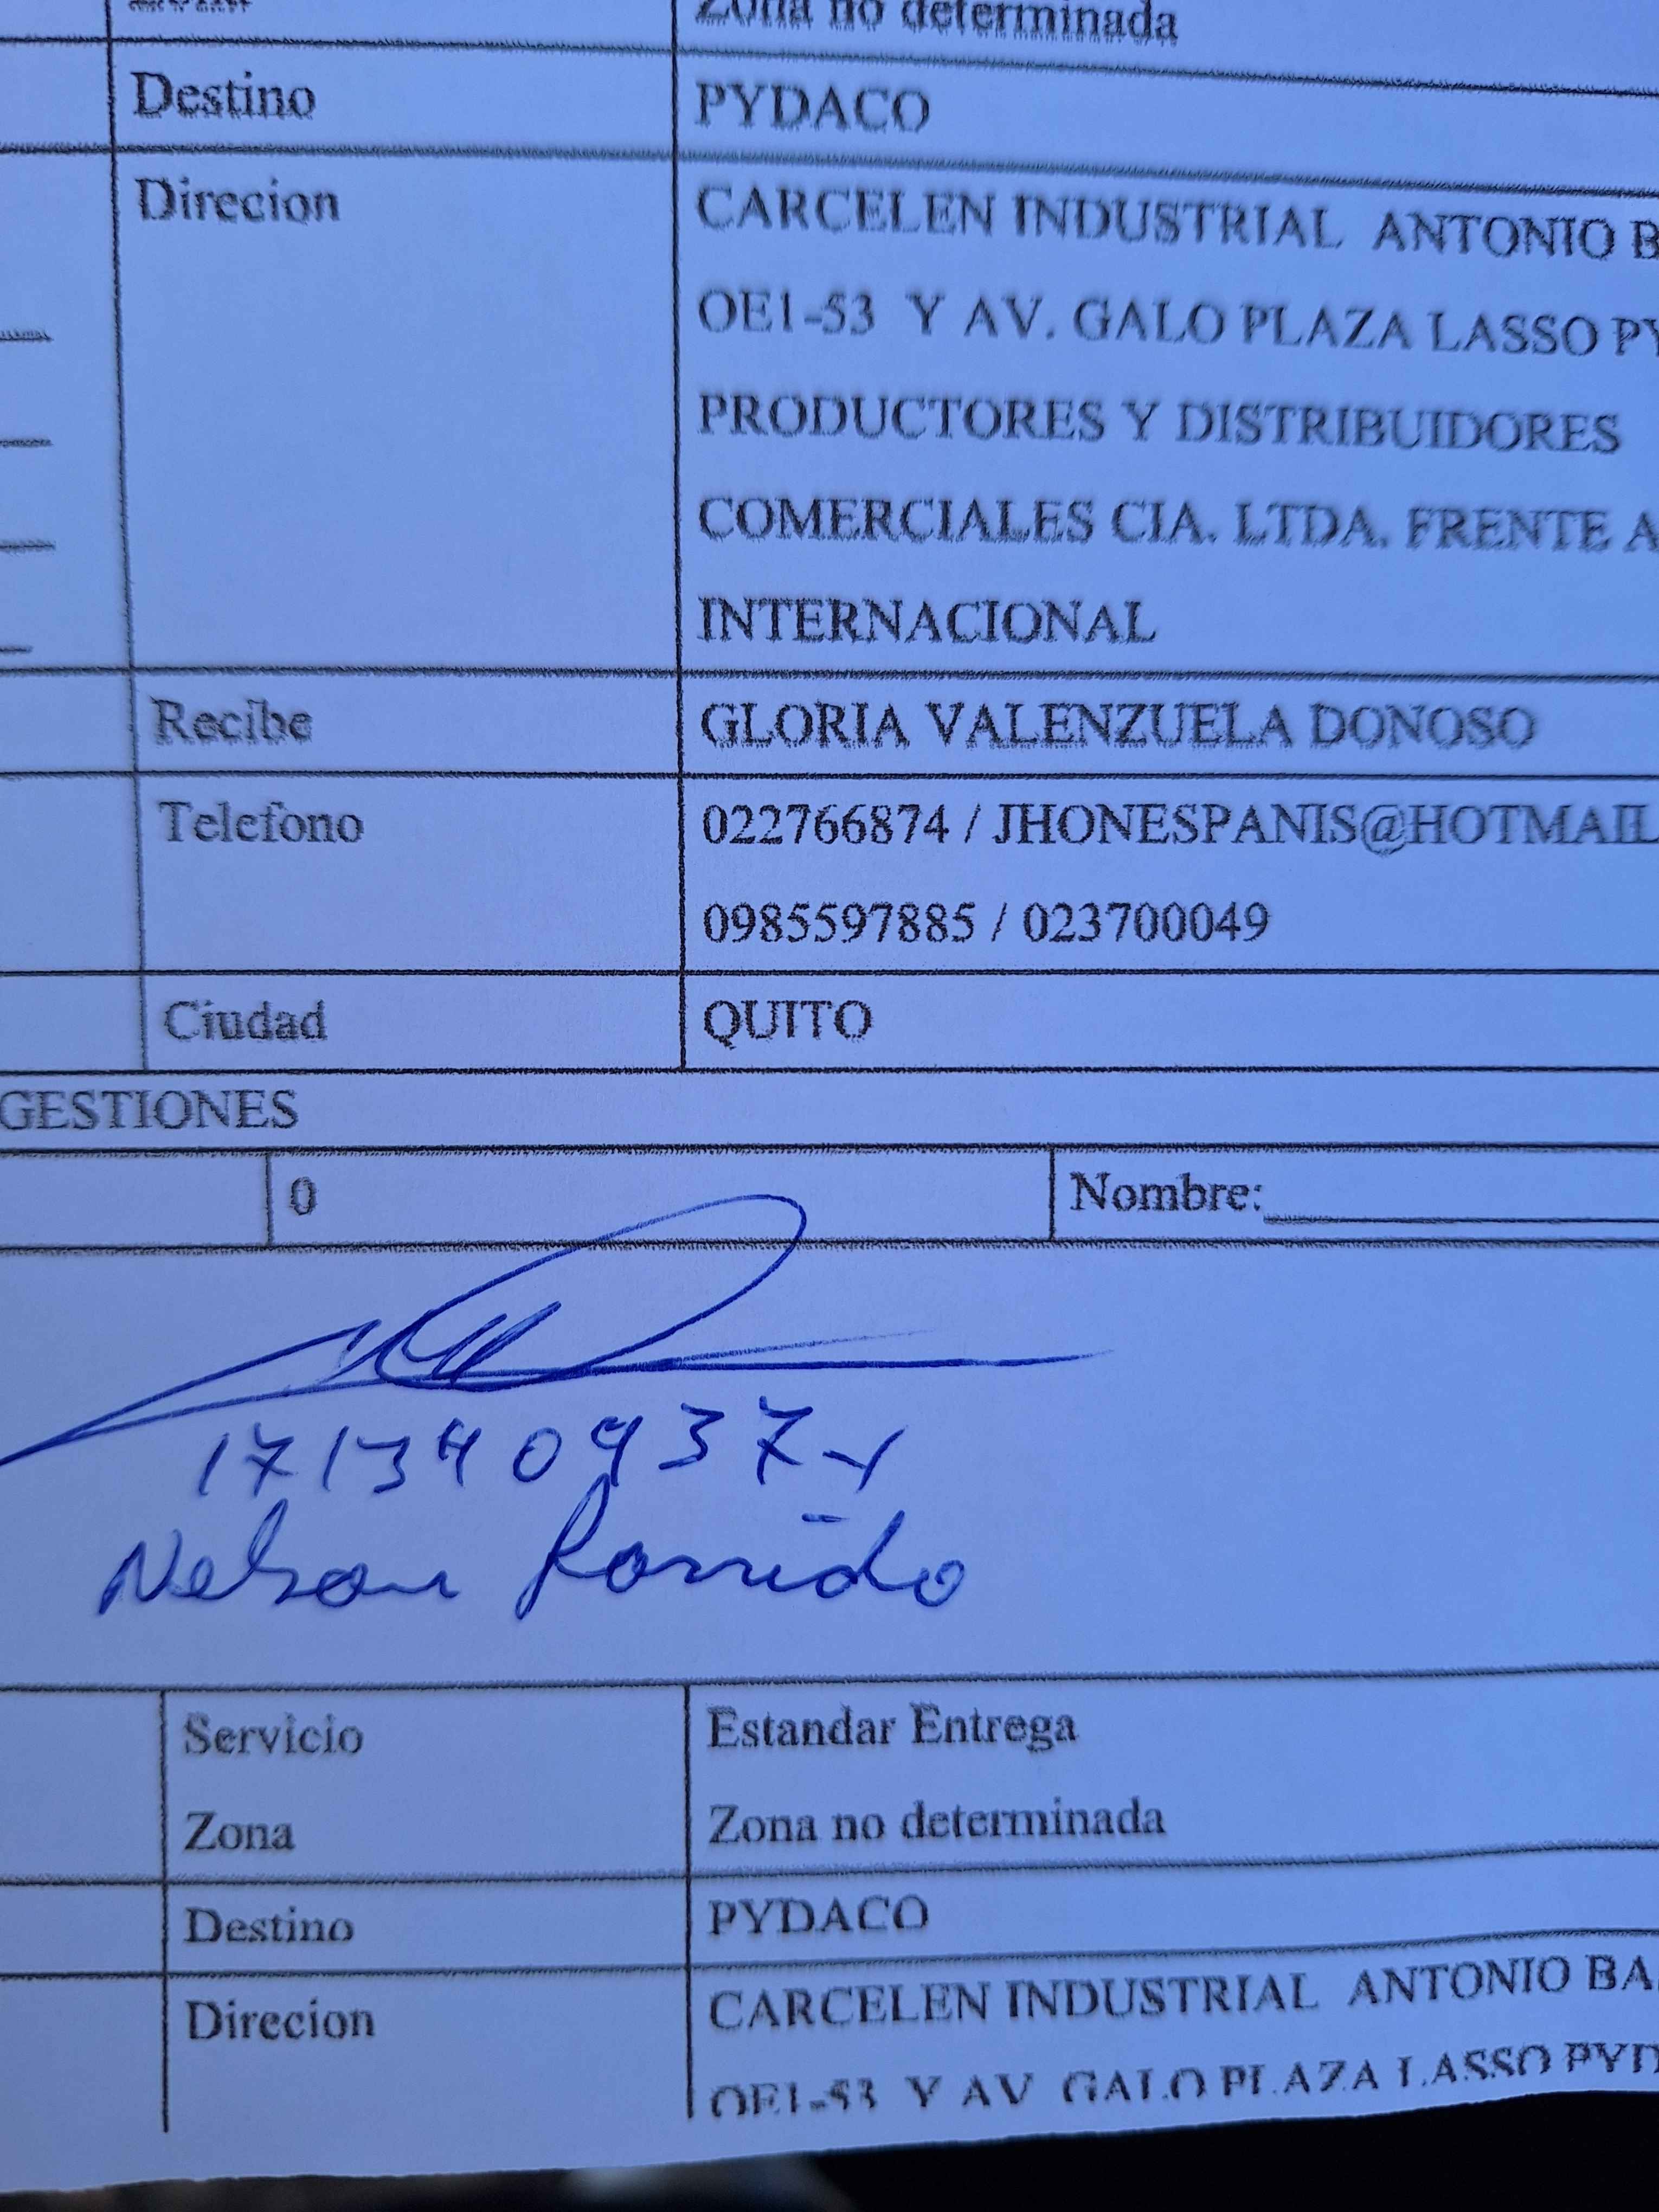 Zona no determinada
Destino PYDACO
Direcion CARCELEN INDUSTRIAL ANTONIO B
OE1-53 Y AV. GALO PLAZA LASSO PY
PRODUCTORES Y DISTRIBUIDORES
COMERCIALES CIA. LTDA. FRENTE A
INTERNACIONAL
Recibe GLORIA VALENZUELA DONOSO
Telefono 022766874 / JHONESPANIS@HOTMAIL
0985597885 / 023700049
Ciudad QUITO
GESTIONES
0 Nombre:
Nelson
Servicio Estandar Entrega
Zona Zona no determinada
Destino PYDACO
Direcion CARCELEN INDUSTRIAL ANTONIO BA
OE1-53 Y AV GALO PLAZA LASSO PYD